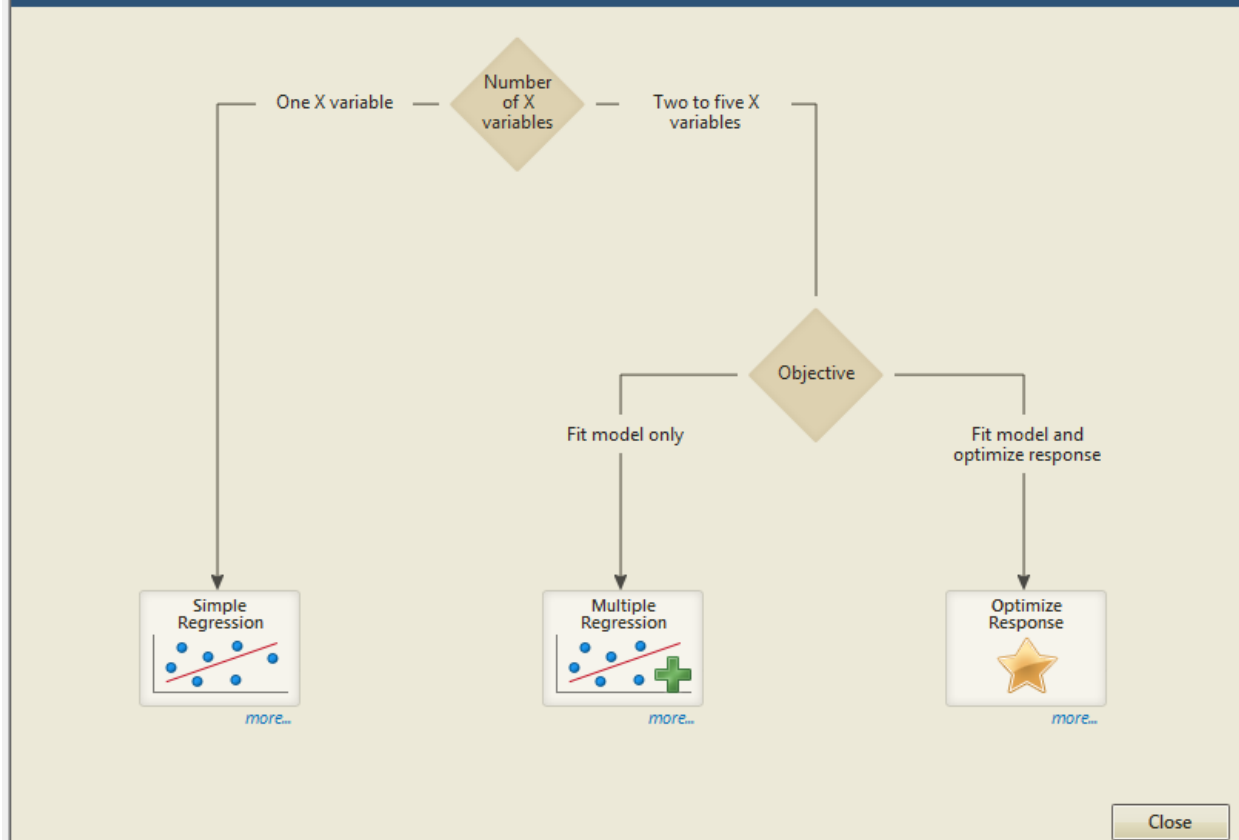 Number
of X
variables
One X variable
Two to five X
variables
Objective
Fit model only
Fit model and
optimize response
Simple
Regression
more...
Multiple
Regression
more...
Optimize
Response
more...
Close